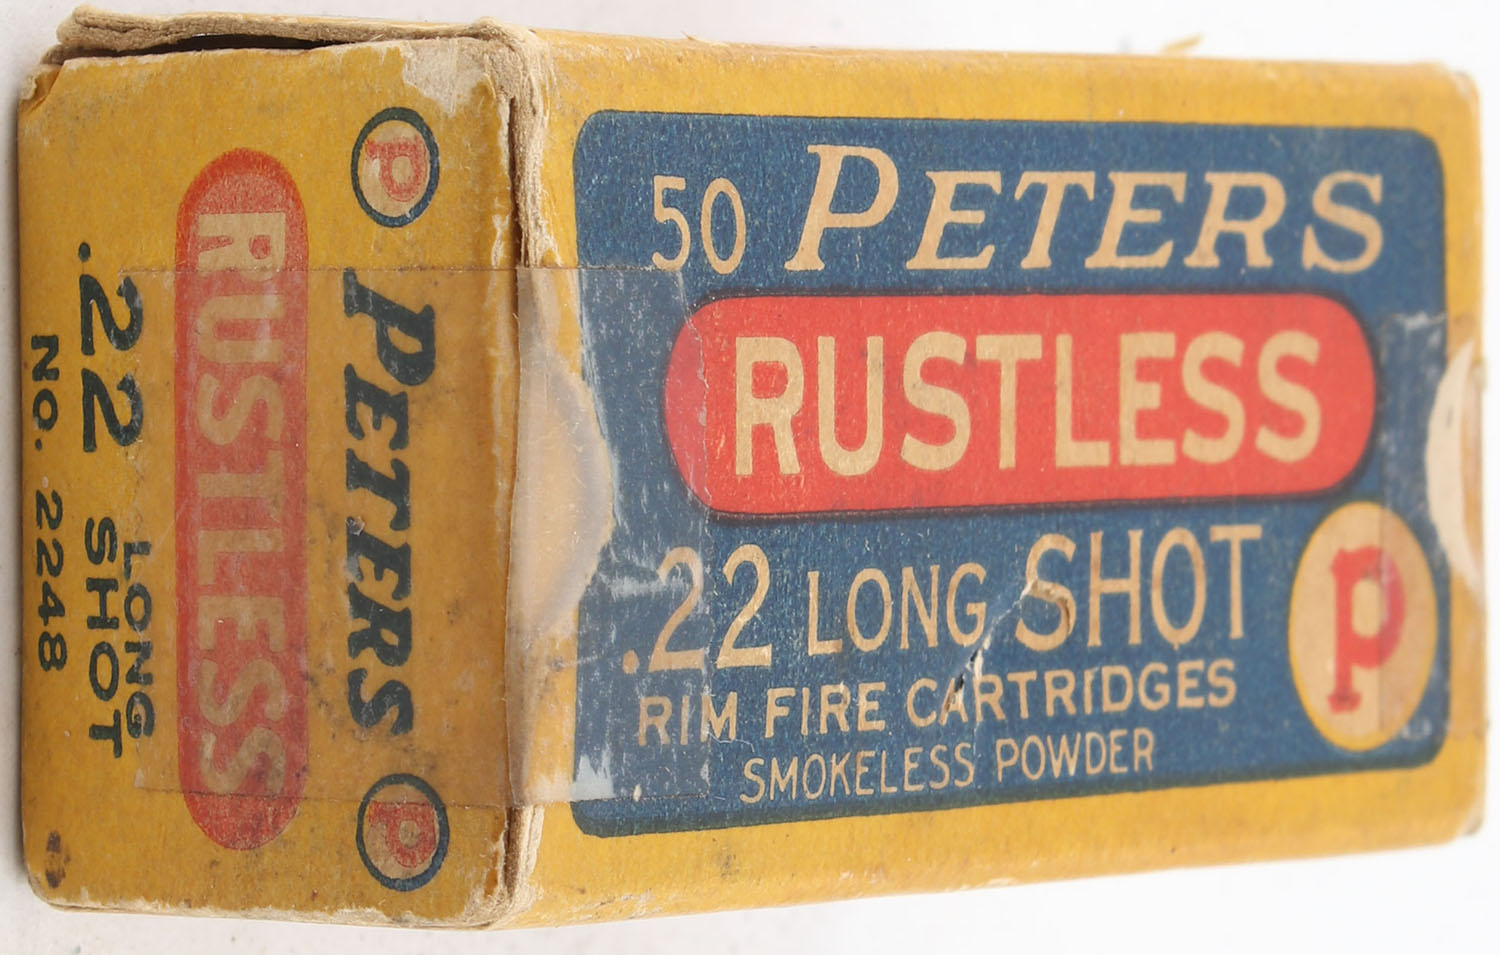 50 PETERS
RUSTLESS
.22 LONG SHOT
RIM FIRE CARTRIDGES
SMOKELESS POWDER
P
P PETERS P
RUSTLESS
.22 LONG SHOT
No. 2248